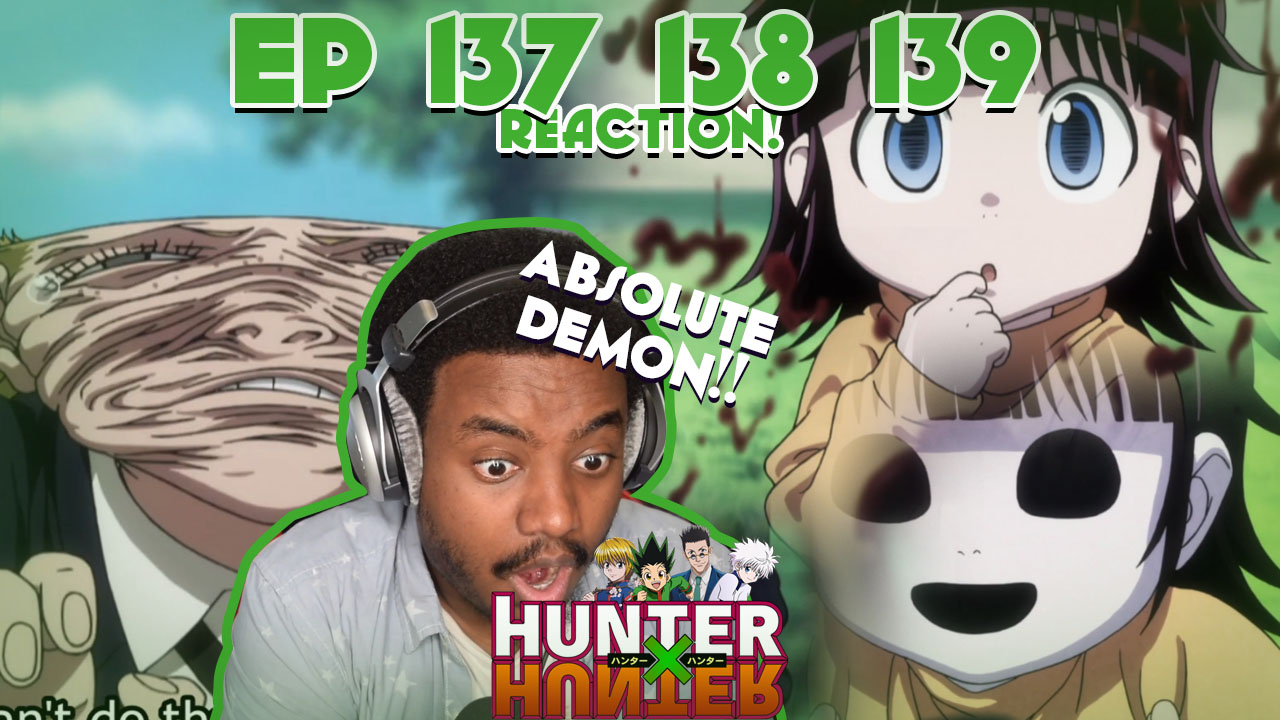 EP 137 138 139
REACTION!
ABSOLUTE
DEMON!!
HUNTER
ハンター X ハンター
HUNTER